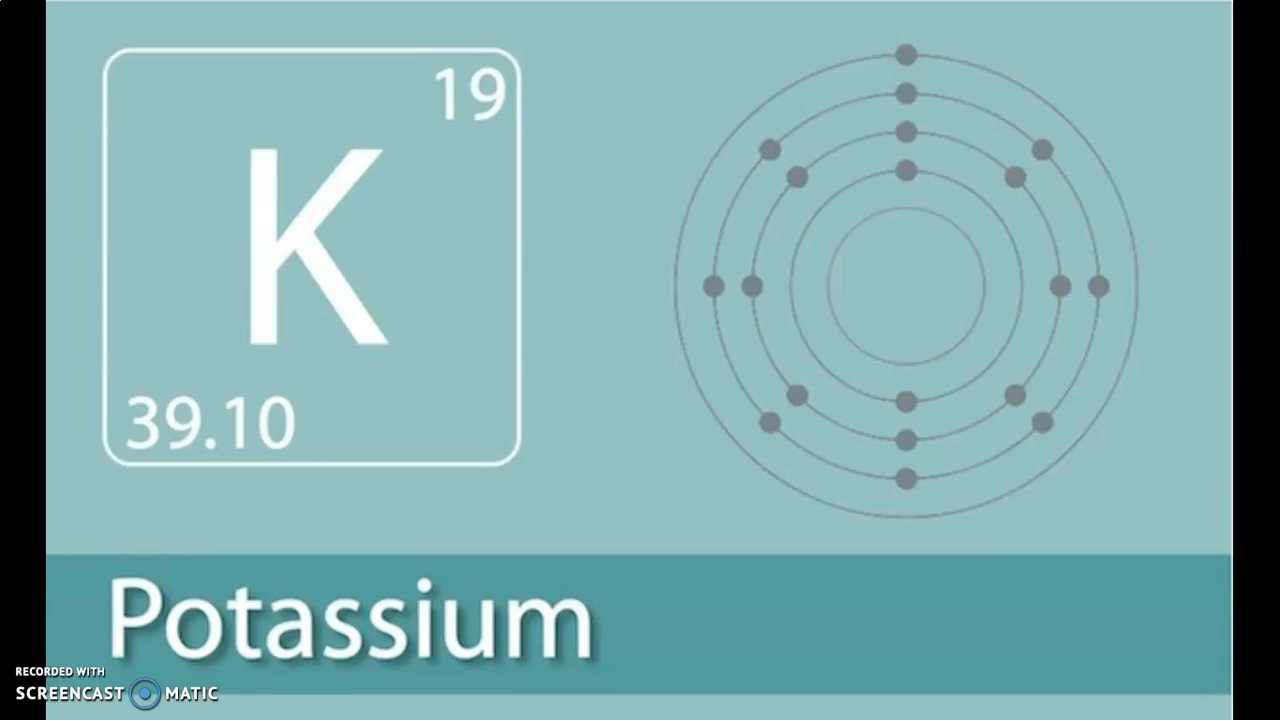 19
K
39.10
Potassium
RECORDED WITH
SCREENCAST MATIC